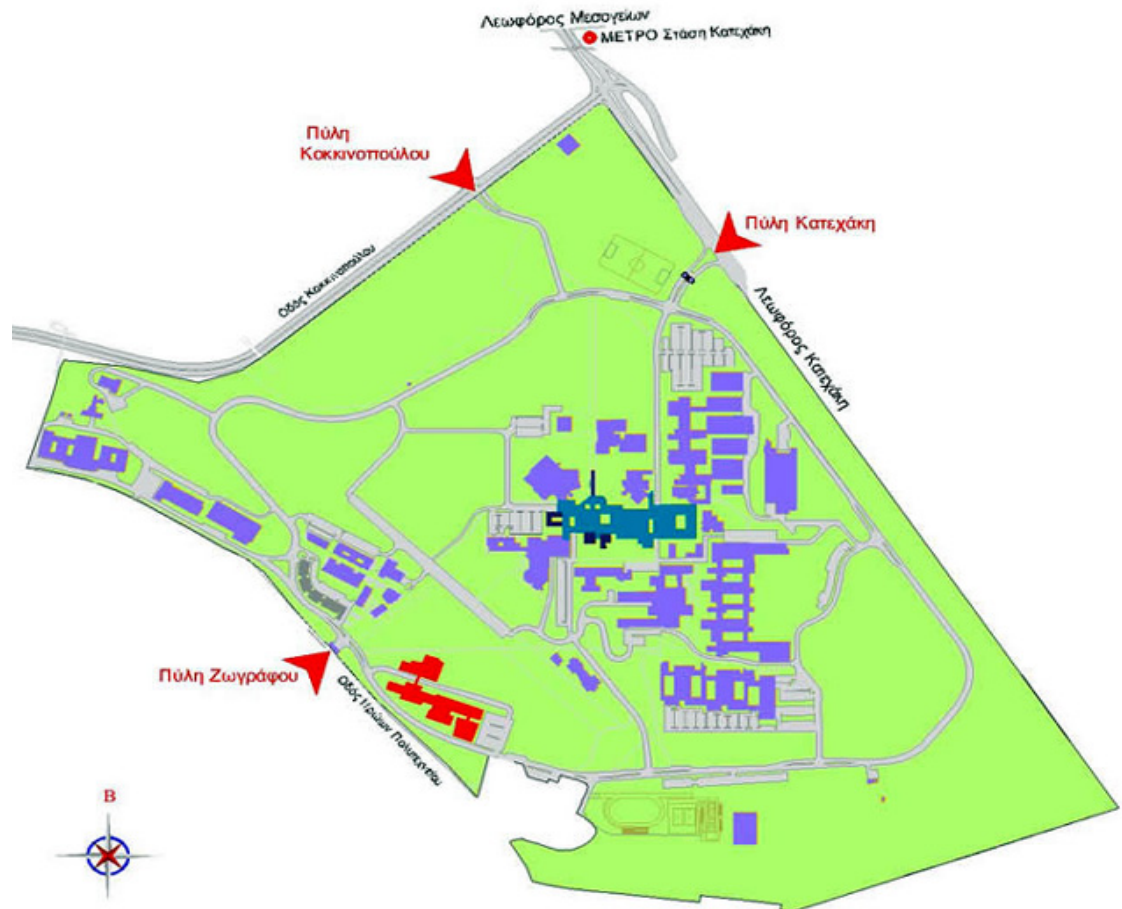 Λεωφόρος Μεσογείων
ΜΕΤΡΟ Στάση Κατεχάκη
Πύλη
Κοκκινοπούλου
Πύλη Κατεχάκη
Οδός Κοκκινοπούλου
Λεωφόρος Κατεχάκη
Πύλη Ζωγράφου
Οδός Ηρώων Πολυτεχνείου
Β